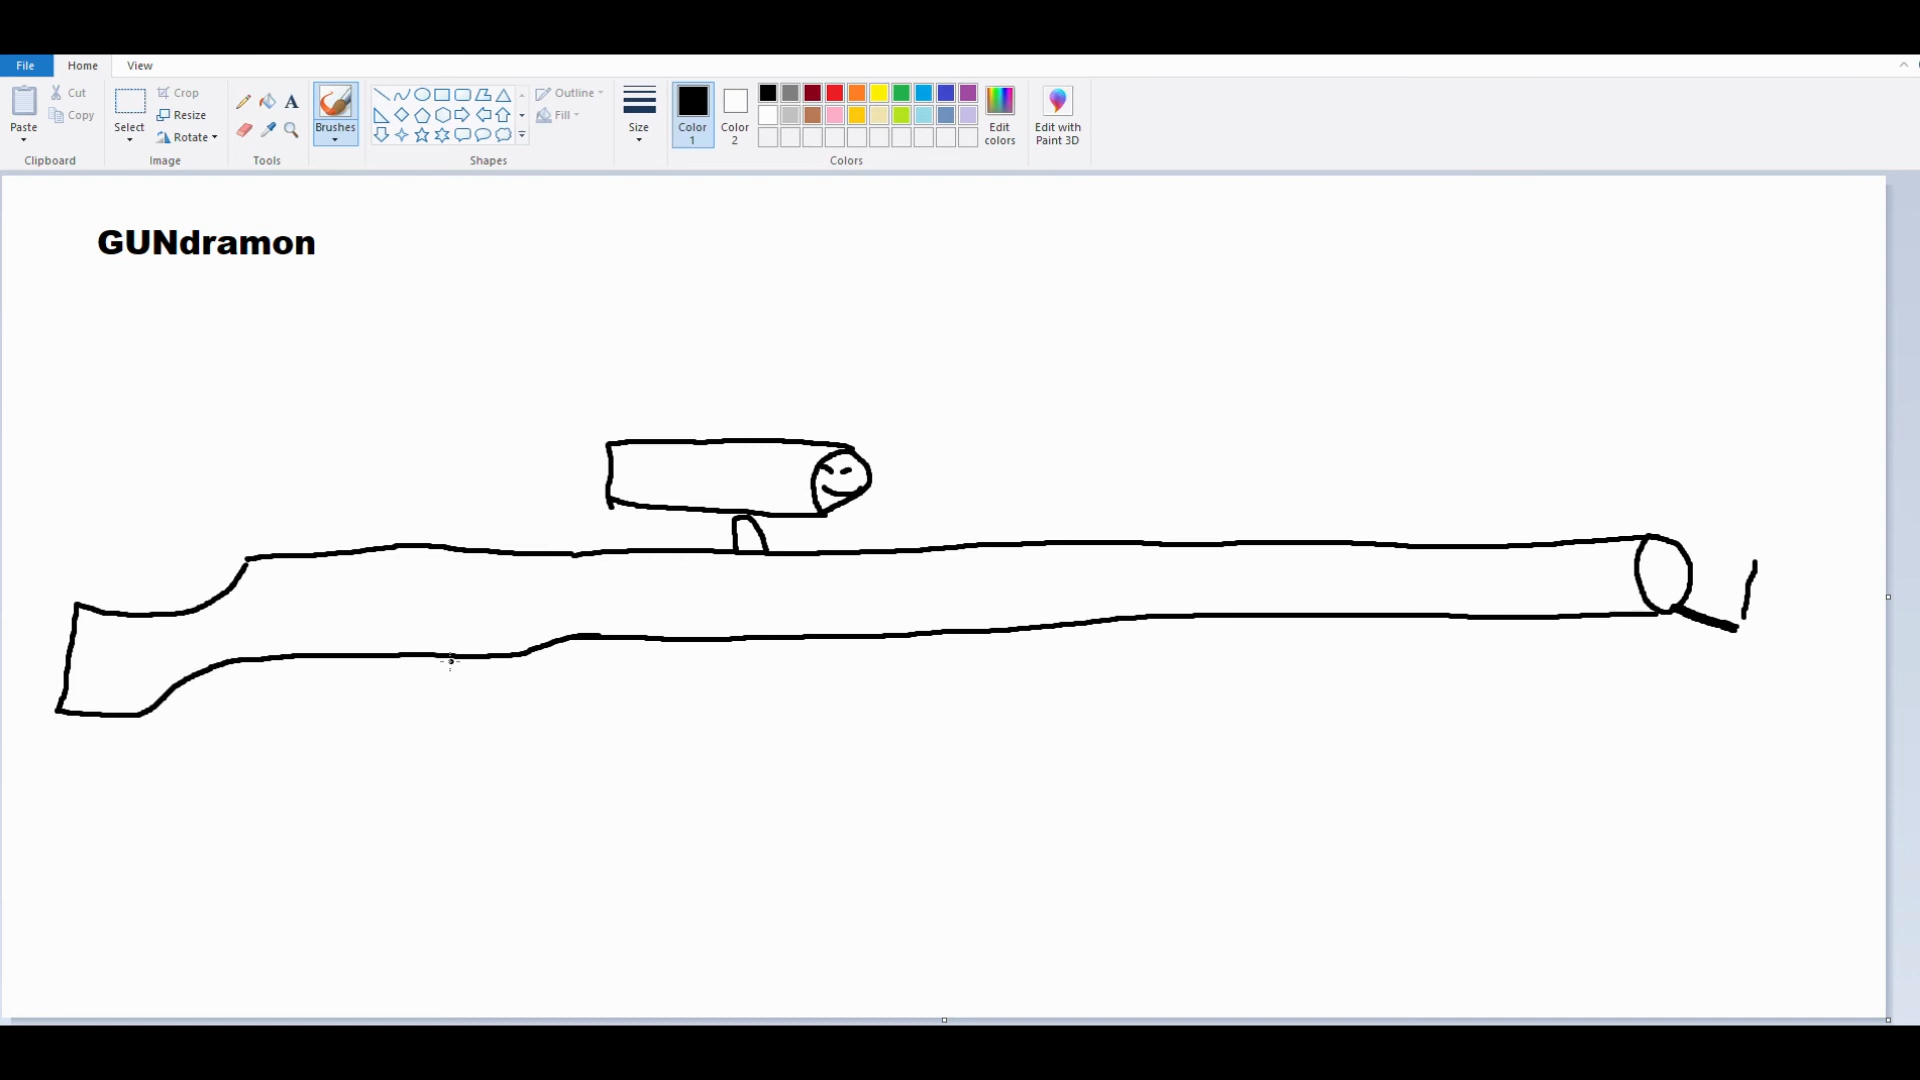 File Home View
Cut
Copy
Paste
Select
Crop
Resize
Rotate
A
Brushes
Outline
Fill
Size
Color
1
Color
2
Edit
colors
Edit with
Paint 3D
Clipboard
Image
Tools
Shapes
Colors
GUNdramon